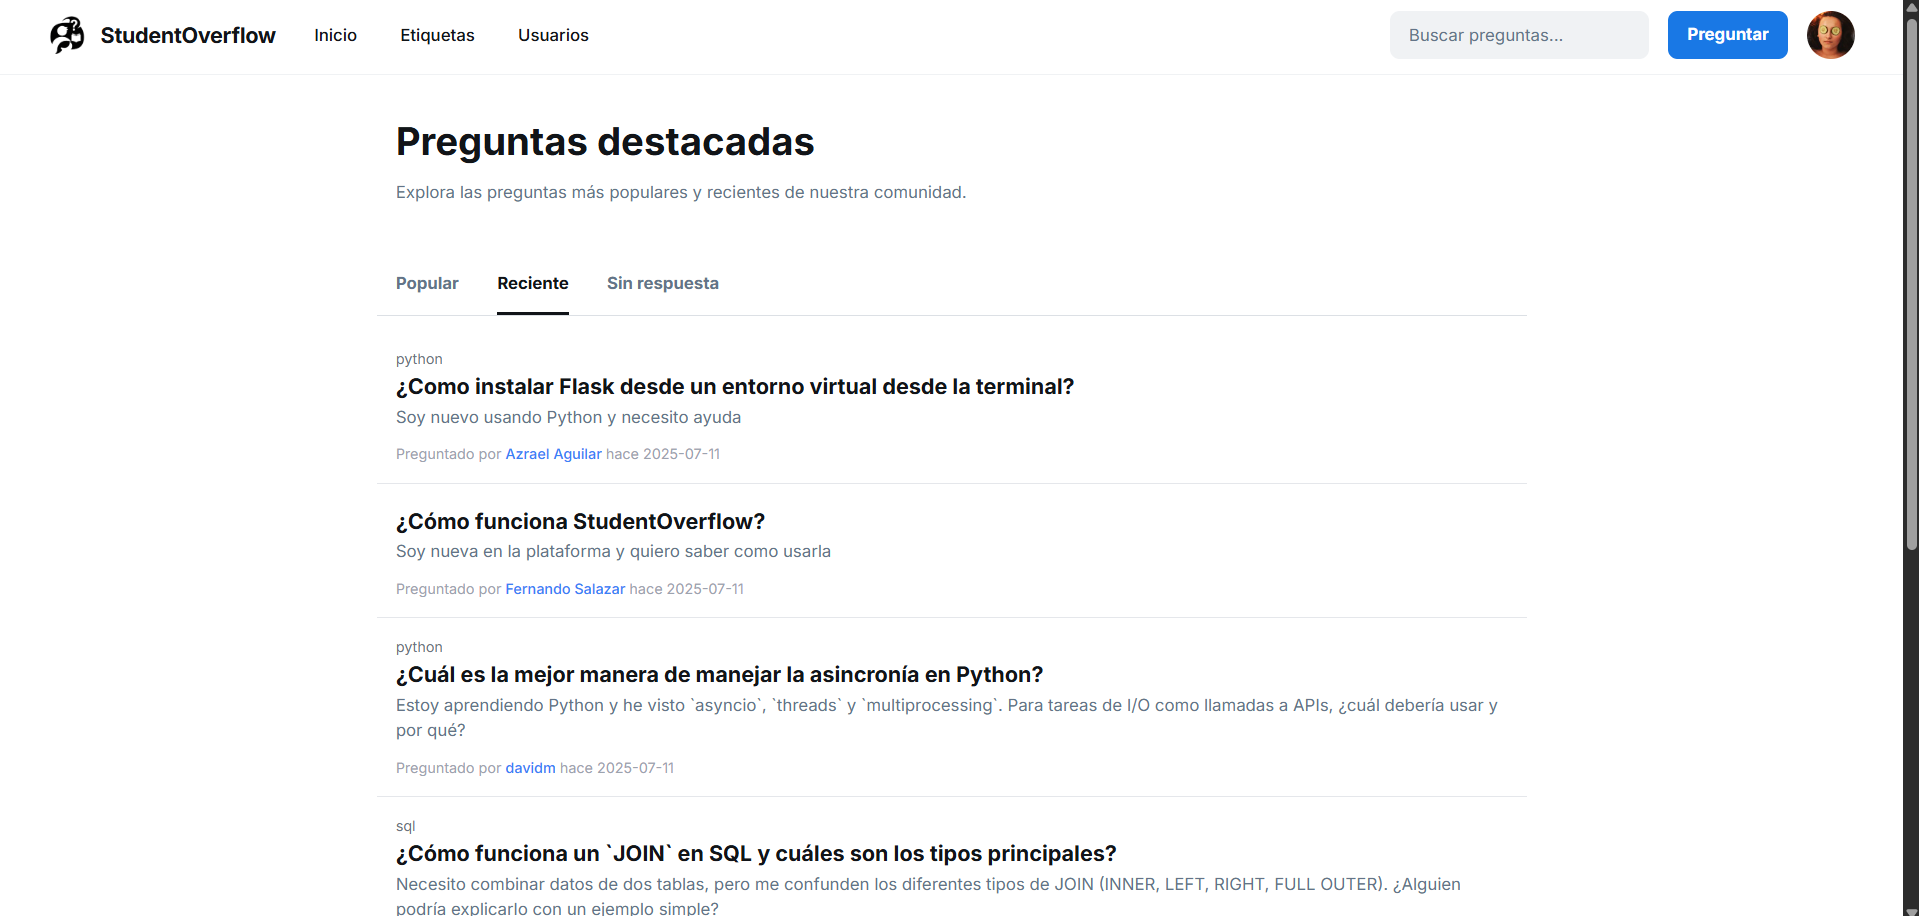 StudentOverflow
Inicio
Etiquetas
Usuarios
Buscar preguntas...
Preguntar
Preguntas destacadas
Explora las preguntas más populares y recientes de nuestra comunidad.
Popular
Reciente
Sin respuesta
python
¿Como instalar Flask desde un entorno virtual desde la terminal?
Soy nuevo usando Python y necesito ayuda
Preguntado por Azrael Aguilar hace 2025-07-11
¿Cómo funciona StudentOverflow?
Soy nueva en la plataforma y quiero saber como usarla
Preguntado por Fernando Salazar hace 2025-07-11
python
¿Cuál es la mejor manera de manejar la asincronía en Python?
Estoy aprendiendo Python y he visto `asyncio`, `threads` y `multiprocessing`. Para tareas de I/O como llamadas a APIs, ¿cuál debería usar y
por qué?
Preguntado por davidm hace 2025-07-11
sql
¿Cómo funciona un `JOIN` en SQL y cuáles son los tipos principales?
Necesito combinar datos de dos tablas, pero me confunden los diferentes tipos de JOIN (INNER, LEFT, RIGHT, FULL OUTER). ¿Alguien
podría explicarlo con un ejemplo simple?